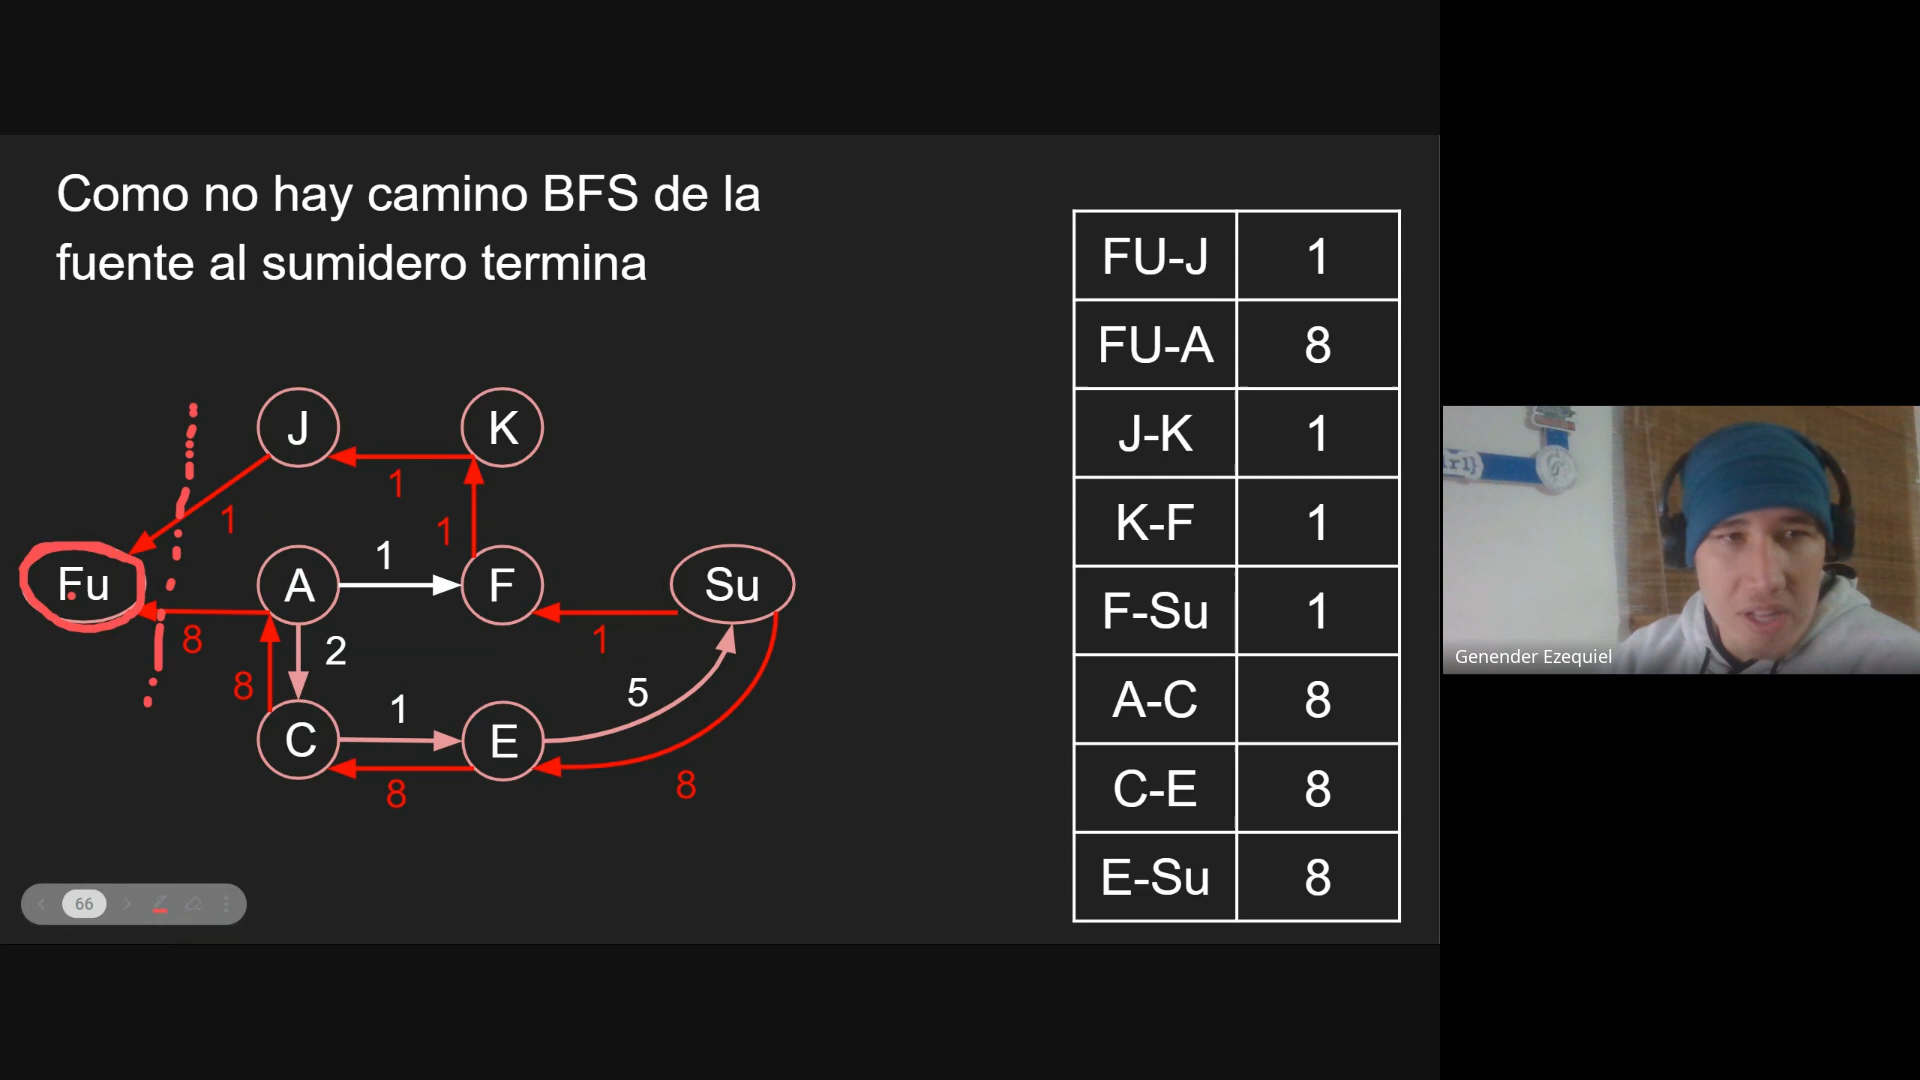 Como no hay camino BFS de la
fuente al sumidero termina
FU-J 1
FU-A 8
J-K 1
K-F 1
F-Su 1
A-C 8
C-E 8
E-Su 8
J
K
1
1
1
1
Fu
A
F
Su
8
2
1
8
1
5
C
E
8
8
66
rl}
Genender Ezequiel